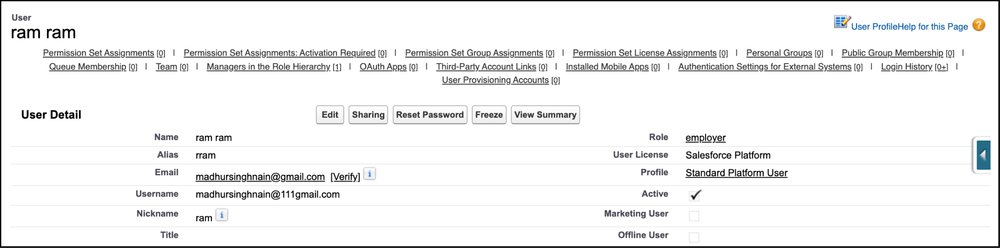 User
ram ram
User Profile Help for this Page ?
Permission Set Assignments [0] | Permission Set Assignments: Activation Required [0] | Permission Set Group Assignments [0] | Permission Set License Assignments [0] | Personal Groups [0] | Public Group Membership [0] |
Queue Membership [0] | Team [0] | Managers in the Role Hierarchy [1] | OAuth Apps [0] | Third-Party Account Links [0] | Installed Mobile Apps [0] | Authentication Settings for External Systems [0] | Login History [0+] |
User Provisioning Accounts [0]
User Detail
Edit Sharing Reset Password Freeze View Summary
Name ram ram Role employer
Alias rram User License Salesforce Platform
Email madhursinghnain@gmail.com [Verify] i Profile Standard Platform User
Username madhursinghnain@111gmail.com Active
Nickname ram i Marketing User
Title Offline User